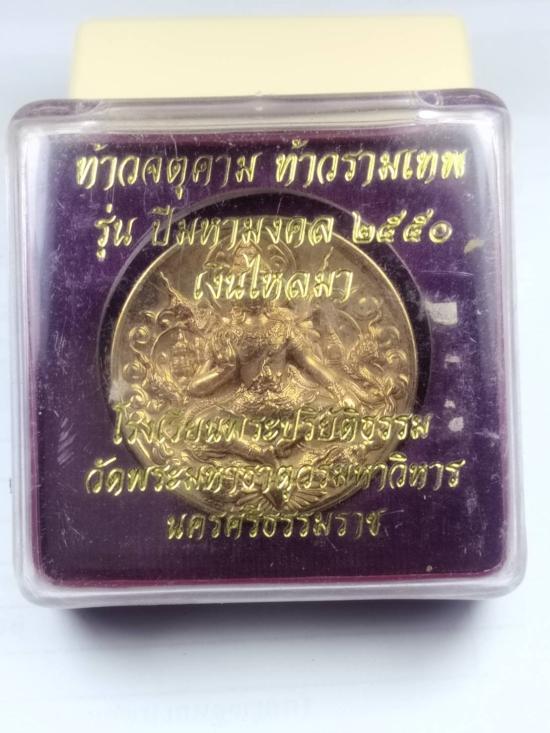 ท้าวจตุคาม ท้าวรามเทพ
รุ่น ปีมหามงคล ๒๕๕๐
เงินไหลมา
โรงเรียนพระปริยัติธรรม
วัดพระมหาธาตุวรมหาวิหาร
นครศรีธรรมราช